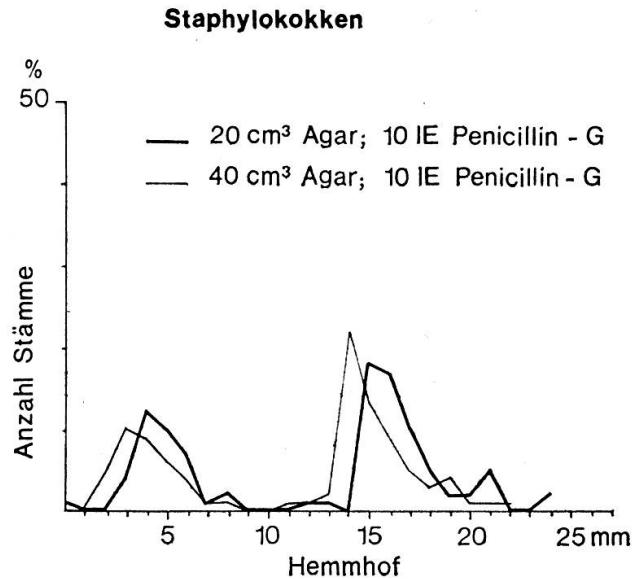 Staphylokokken
%
50
20 cm³ Agar; 10 IE Penicillin - G
40 cm³ Agar; 10 IE Penicillin - G
Anzahl Stämme
5 10 15 20 25 mm
Hemmhof